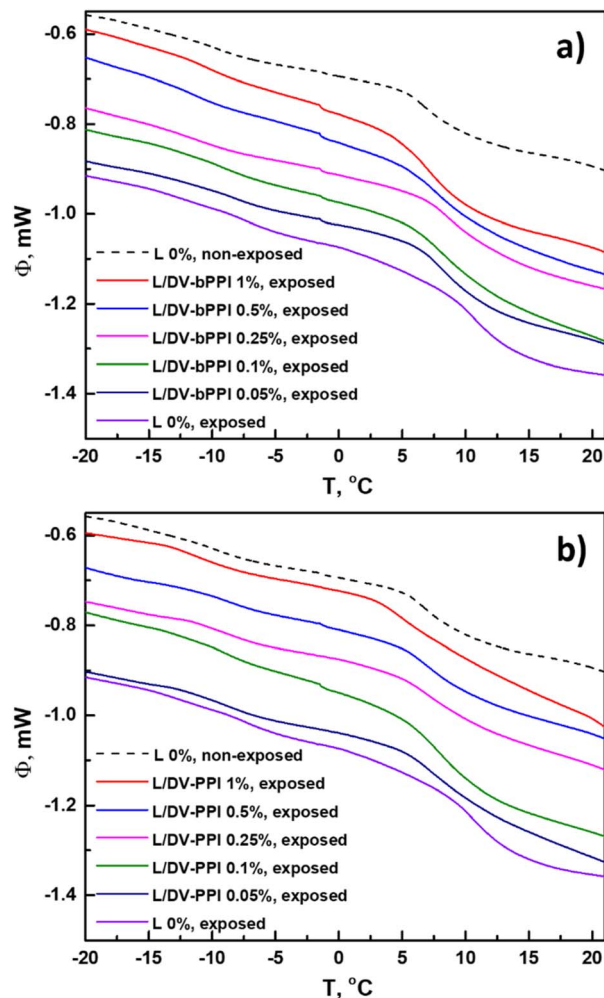 a)
-0.6
-0.8
-1.0
-1.2
-1.4
Φ, mW
L 0%, non-exposed
L/DV-bPPI 1%, exposed
L/DV-bPPI 0.5%, exposed
L/DV-bPPI 0.25%, exposed
L/DV-bPPI 0.1%, exposed
L/DV-bPPI 0.05%, exposed
L 0%, exposed
-20 -15 -10 -5 0 5 10 15 20
T, °C
b)
-0.6
-0.8
-1.0
-1.2
-1.4
Φ, mW
L 0%, non-exposed
L/DV-PPI 1%, exposed
L/DV-PPI 0.5%, exposed
L/DV-PPI 0.25%, exposed
L/DV-PPI 0.1%, exposed
L/DV-PPI 0.05%, exposed
L 0%, exposed
-20 -15 -10 -5 0 5 10 15 20
T, °C